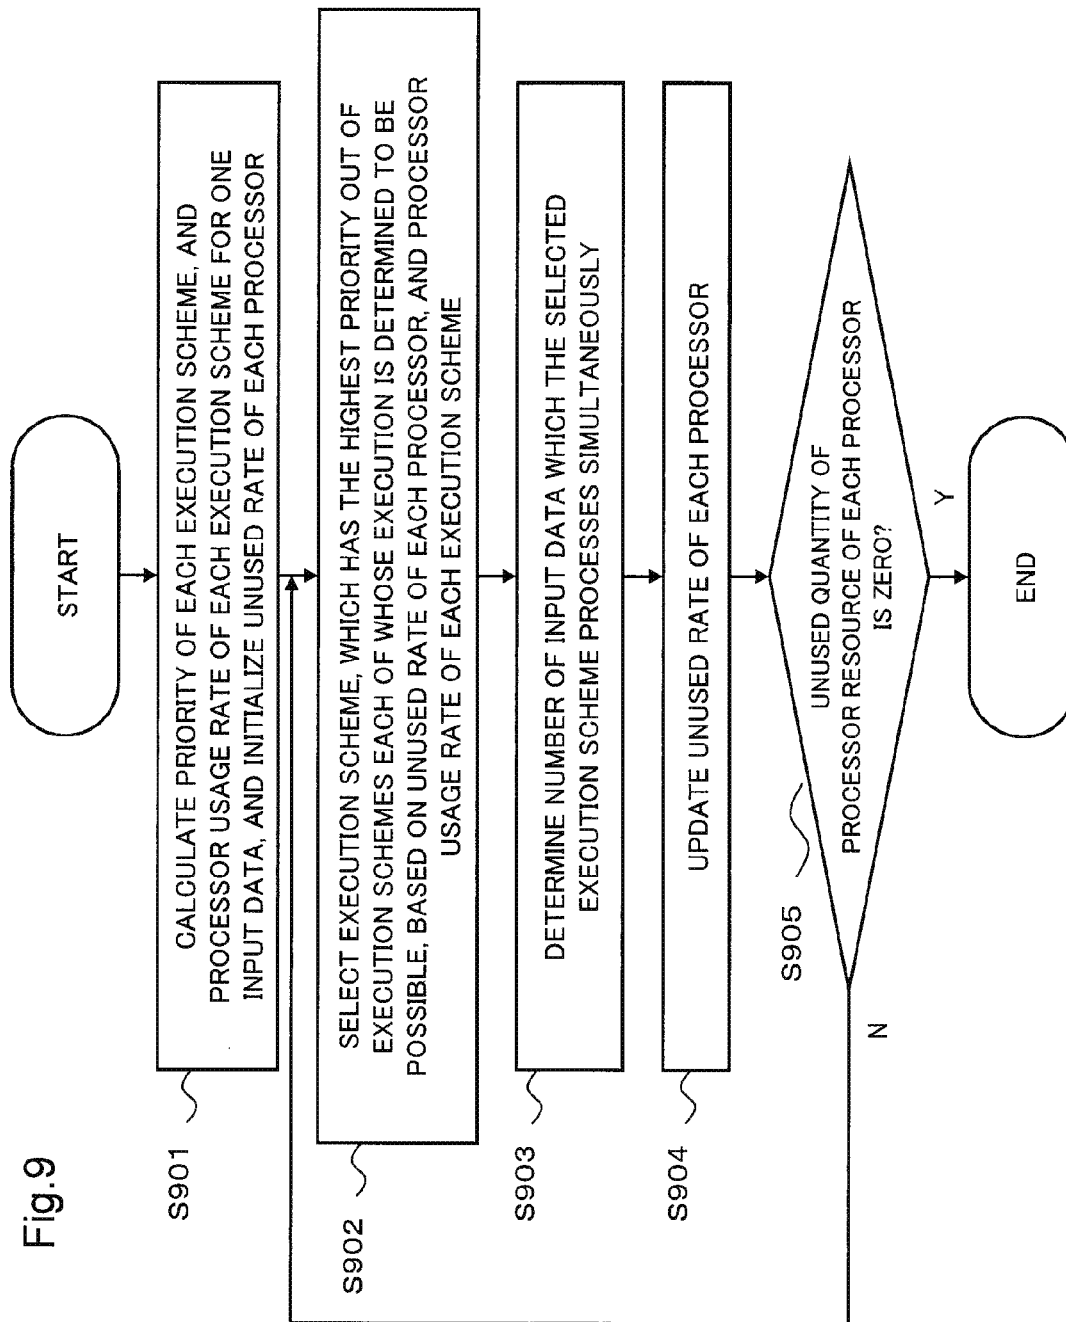 Fig.9
START
S901
CALCULATE PRIORITY OF EACH EXECUTION SCHEME, AND
PROCESSOR USAGE RATE OF EACH EXECUTION SCHEME FOR ONE
INPUT DATA, AND INITIALIZE UNUSED RATE OF EACH PROCESSOR
S902
SELECT EXECUTION SCHEME, WHICH HAS THE HIGHEST PRIORITY OUT OF
EXECUTION SCHEMES EACH OF WHOSE EXECUTION IS DETERMINED TO BE
POSSIBLE, BASED ON UNUSED RATE OF EACH PROCESSOR, AND PROCESSOR
USAGE RATE OF EACH EXECUTION SCHEME
S903
DETERMINE NUMBER OF INPUT DATA WHICH THE SELECTED
EXECUTION SCHEME PROCESSES SIMULTANEOUSLY
S904
UPDATE UNUSED RATE OF EACH PROCESSOR
S905
UNUSED QUANTITY OF
PROCESSOR RESOURCE OF EACH PROCESSOR
IS ZERO?
N
Y
END